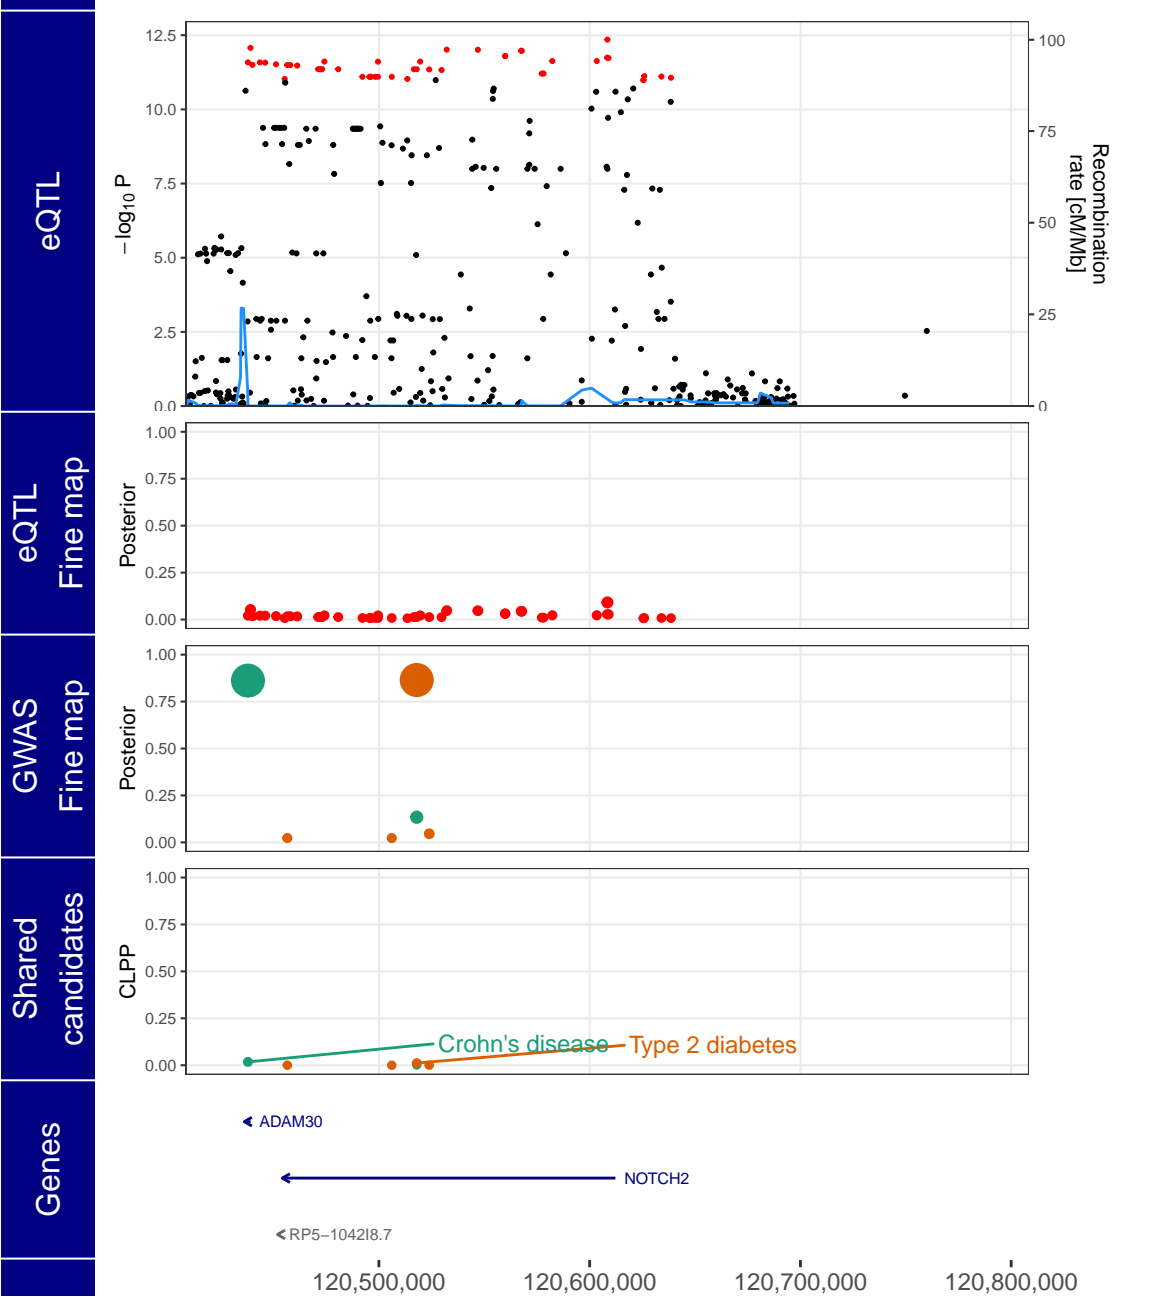 eQTL
−log10 P
12.5
10.0
7.5
5.0
2.5
0.0
100
75
50
25
0
Recombination
rate [cM/Mb]
eQTL
Fine map
Posterior
1.00
0.75
0.50
0.25
0.00
GWAS
Fine map
Posterior
1.00
0.75
0.50
0.25
0.00
Shared
candidates
CLPP
1.00
0.75
0.50
0.25
0.00
Crohn's disease
Type 2 diabetes
Genes
ADAM30
NOTCH2
RP5−1042I8.7
120,500,000
120,600,000
120,700,000
120,800,000